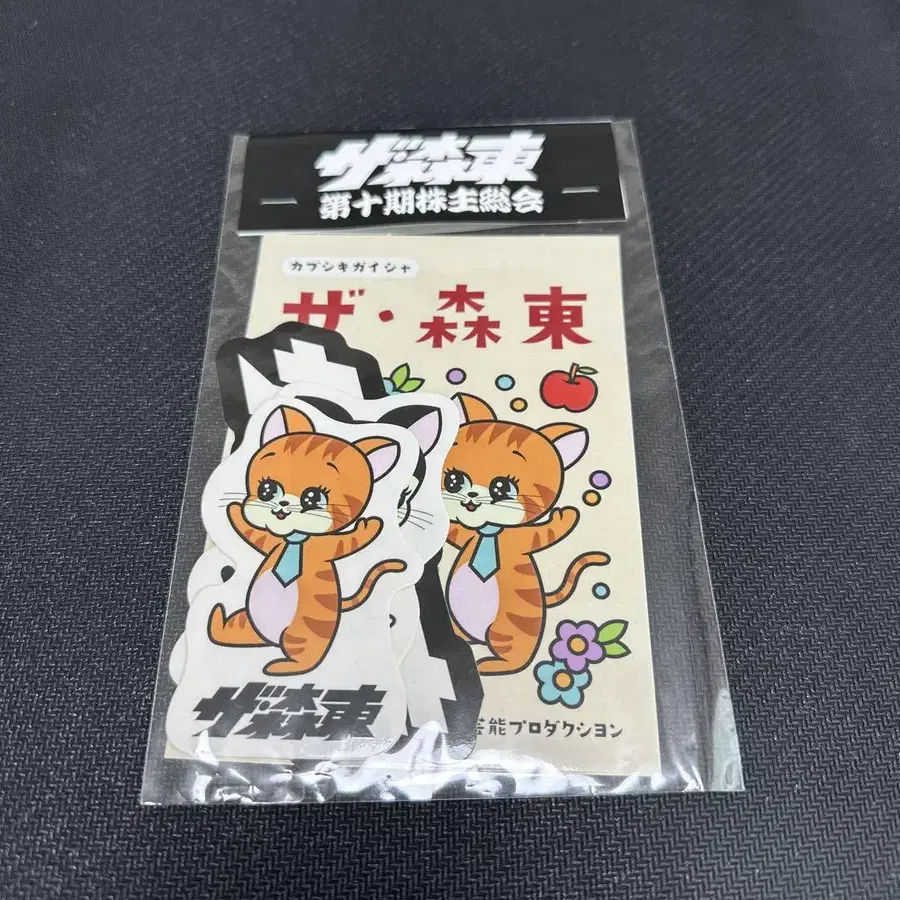 ザ・森東
第十期株主総会
カブシキガイシャ
ザ・森東
芸能プロダクション
ザ・森東